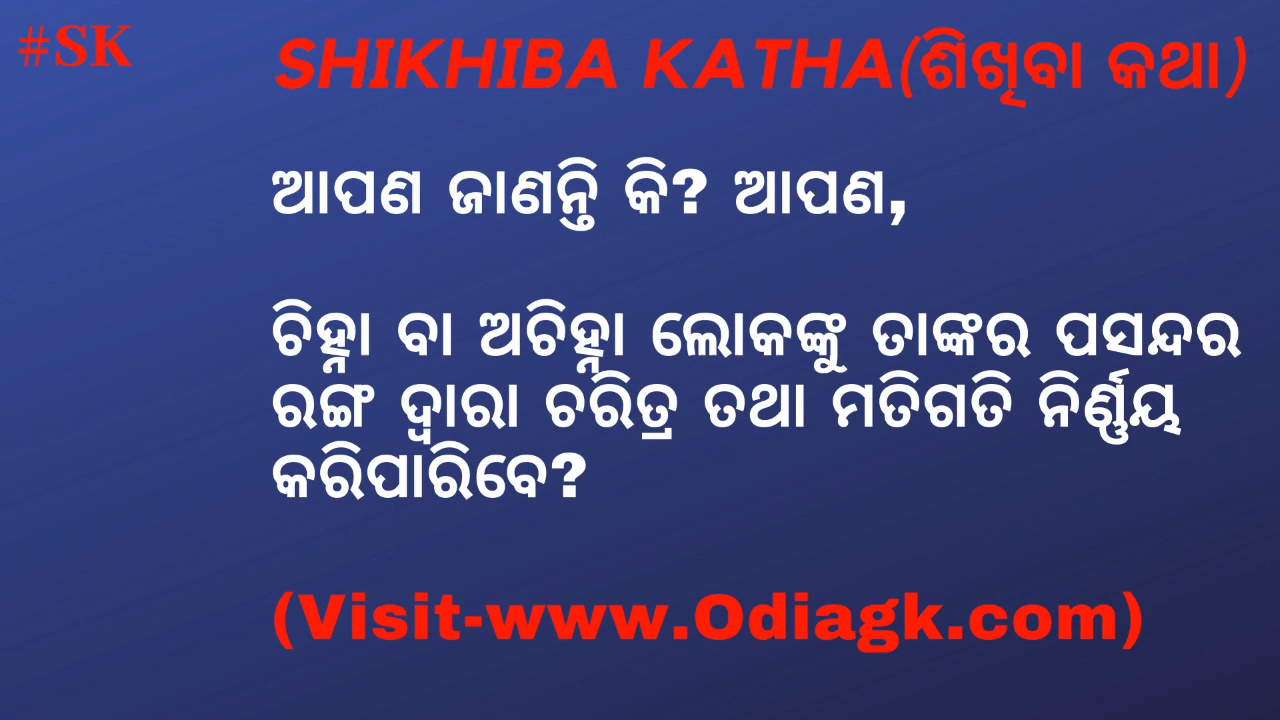 #SK
SHIKHIBA KATHA(ଶିଖିବା କଥା)
ଆପଣ ଜାଣନ୍ତି କି? ଆପଣ,
ଚିହ୍ନା ବା ଅଚିହ୍ନା ଲୋକଙ୍କୁ ତାଙ୍କର ପସନ୍ଦର
ରଙ୍ଗ ଦ୍ୱାରା ଚରିତ୍ର ତଥା ମତିଗତି ନିର୍ଣ୍ଣୟ
କରିପାରିବେ?
(Visit-www.Odiagk.com)